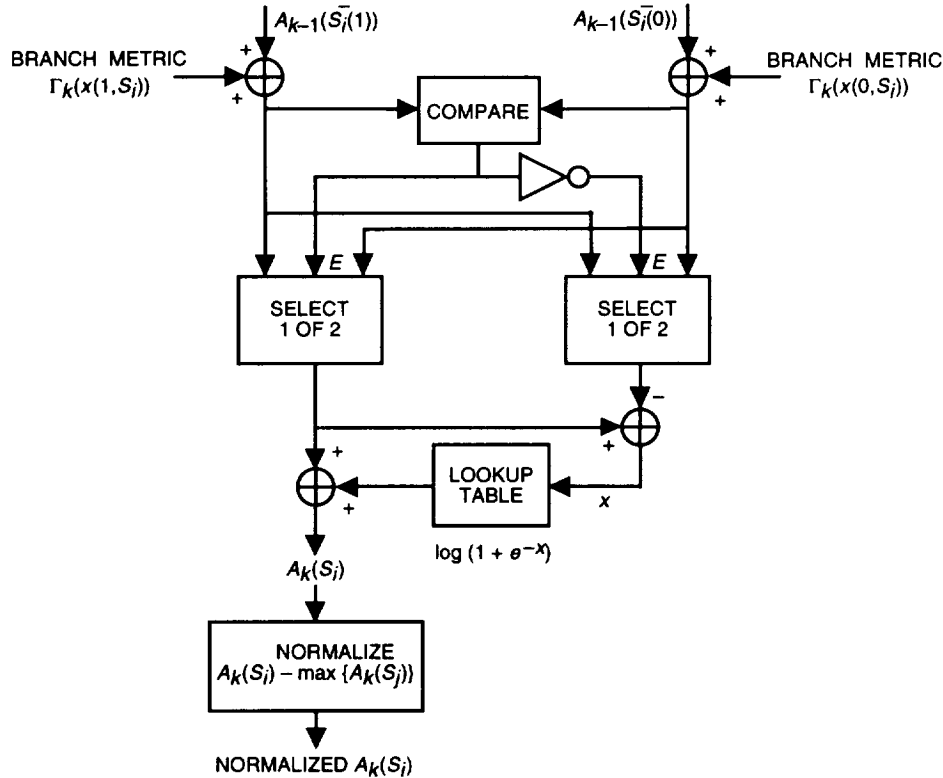 A_{k–1}(S_i^–(1))
A_{k–1}(S_i^–(0))
+
+
BRANCH METRIC
Γ_k(x(1,S_i))
BRANCH METRIC
Γ_k(x(0,S_i))
+
+
COMPARE
E
E
SELECT
1 OF 2
SELECT
1 OF 2
–
+
+
+
LOOKUP
TABLE
x
log (1 + e^{–x})
A_k(S_i)
NORMALIZE
A_k(S_i) – max {A_k(S_j)}
NORMALIZED A_k(S_i)